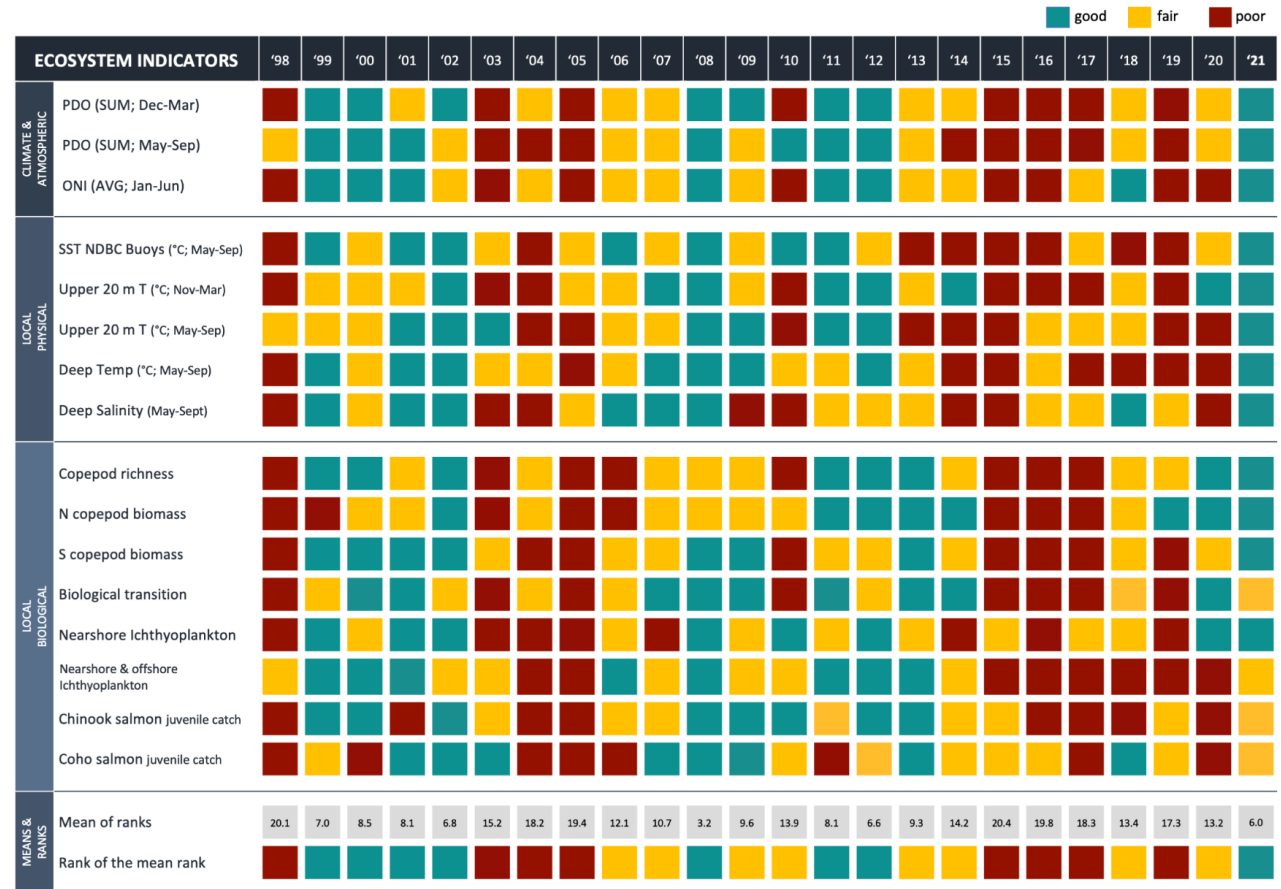 good fair poor
ECOSYSTEM INDICATORS ‘98 ‘99 ‘00 ‘01 ‘02 ‘03 ‘04 ‘05 ‘06 ‘07 ‘08 ‘09 ‘10 ‘11 ‘12 ‘13 ‘14 ‘15 ‘16 ‘17 ‘18 ‘19 ‘20 ‘21
CLIMATE &
ATMOSPHERIC
PDO (SUM; Dec-Mar)
PDO (SUM; May-Sep)
ONI (AVG; Jan-Jun)
LOCAL
PHYSICAL
SST NDBC Buoys (°C; May-Sep)
Upper 20 m T (°C; Nov-Mar)
Upper 20 m T (°C; May-Sep)
Deep Temp (°C; May-Sep)
Deep Salinity (May-Sept)
LOCAL
BIOLOGICAL
Copepod richness
N copepod biomass
S copepod biomass
Biological transition
Nearshore Ichthyoplankton
Nearshore & offshore
Ichthyoplankton
Chinook salmon juvenile catch
Coho salmon juvenile catch
MEANS &
RANKS
Mean of ranks 20.1 7.0 8.5 8.1 6.8 15.2 18.2 19.4 12.1 10.7 3.2 9.6 13.9 8.1 6.6 9.3 14.2 20.4 19.8 18.3 13.4 17.3 13.2 6.0
Rank of the mean rank